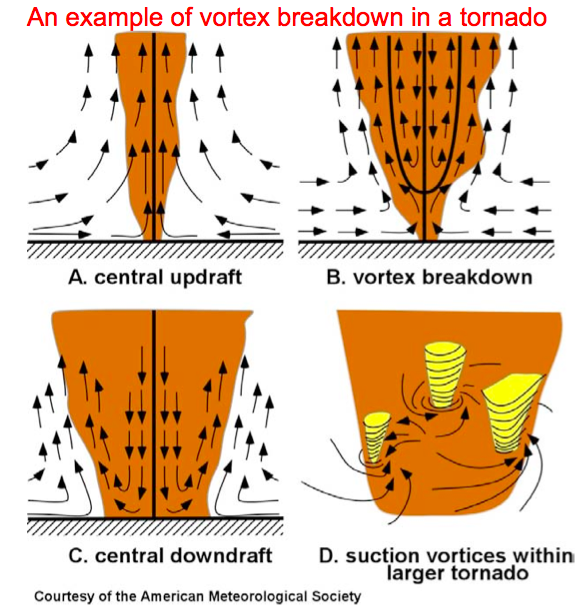 An example of vortex breakdown in a tornado
A. central updraft
B. vortex breakdown
C. central downdraft
D. suction vortices within
larger tornado
Courtesy of the American Meteorological Society